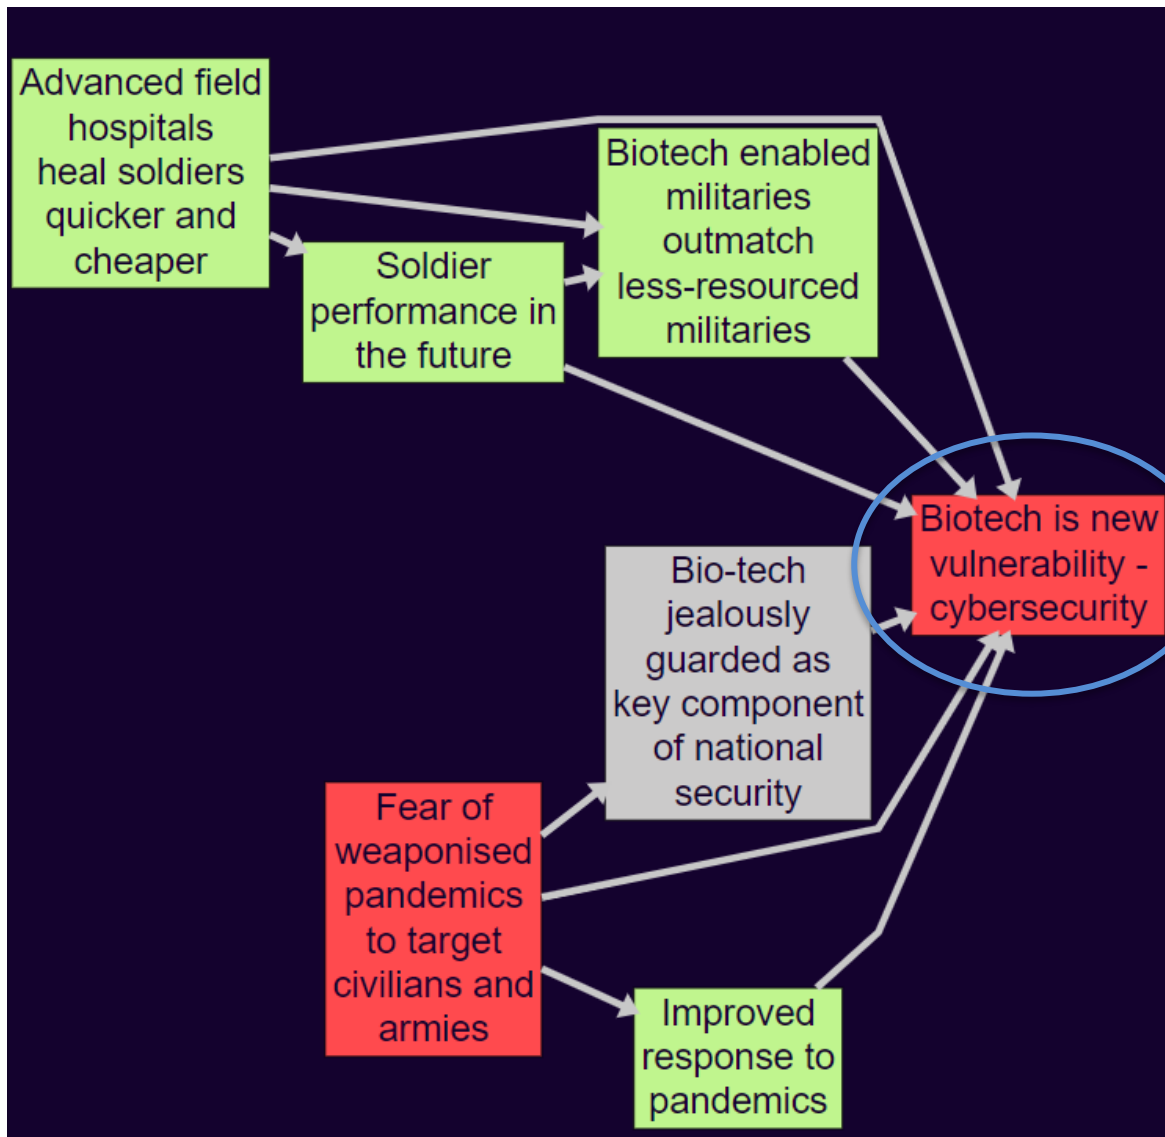 Advanced field
hospitals
heal soldiers
quicker and
cheaper
Biotech enabled
militaries
outmatch
less-resourced
militaries
Soldier
performance in
the future
Biotech is new
vulnerability -
cybersecurity
Bio-tech
jealously
guarded as
key component
of national
security
Fear of
weaponised
pandemics
to target
civilians and
armies
Improved
response to
pandemics